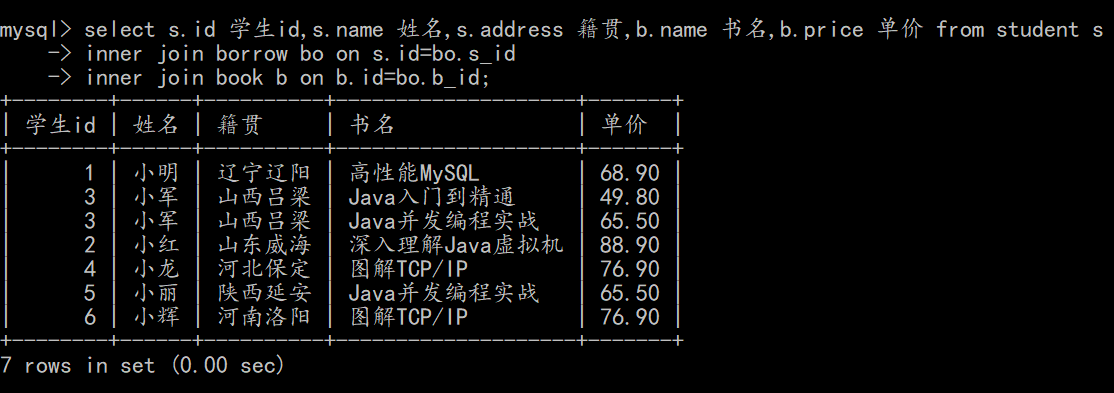 mysql> select s.id 学生id,s.name 姓名,s.address 籍贯,b.name 书名,b.price 单价 from student s
    -> inner join borrow bo on s.id=bo.s_id
    -> inner join book b on b.id=bo.b_id;
+--------+------+----------+--------------------+-------+
| 学生id | 姓名 | 籍贯     | 书名               | 单价  |
+--------+------+----------+--------------------+-------+
|      1 | 小明 | 辽宁辽阳 | 高性能MySQL        | 68.90 |
|      3 | 小军 | 山西吕梁 | Java入门到精通     | 49.80 |
|      3 | 小军 | 山西吕梁 | Java并发编程实战   | 65.50 |
|      2 | 小红 | 山东威海 | 深入理解Java虚拟机 | 88.90 |
|      4 | 小龙 | 河北保定 | 图解TCP/IP         | 76.90 |
|      5 | 小丽 | 陕西延安 | Java并发编程实战   | 65.50 |
|      6 | 小辉 | 河南洛阳 | 图解TCP/IP         | 76.90 |
+--------+------+----------+--------------------+-------+
7 rows in set (0.00 sec)